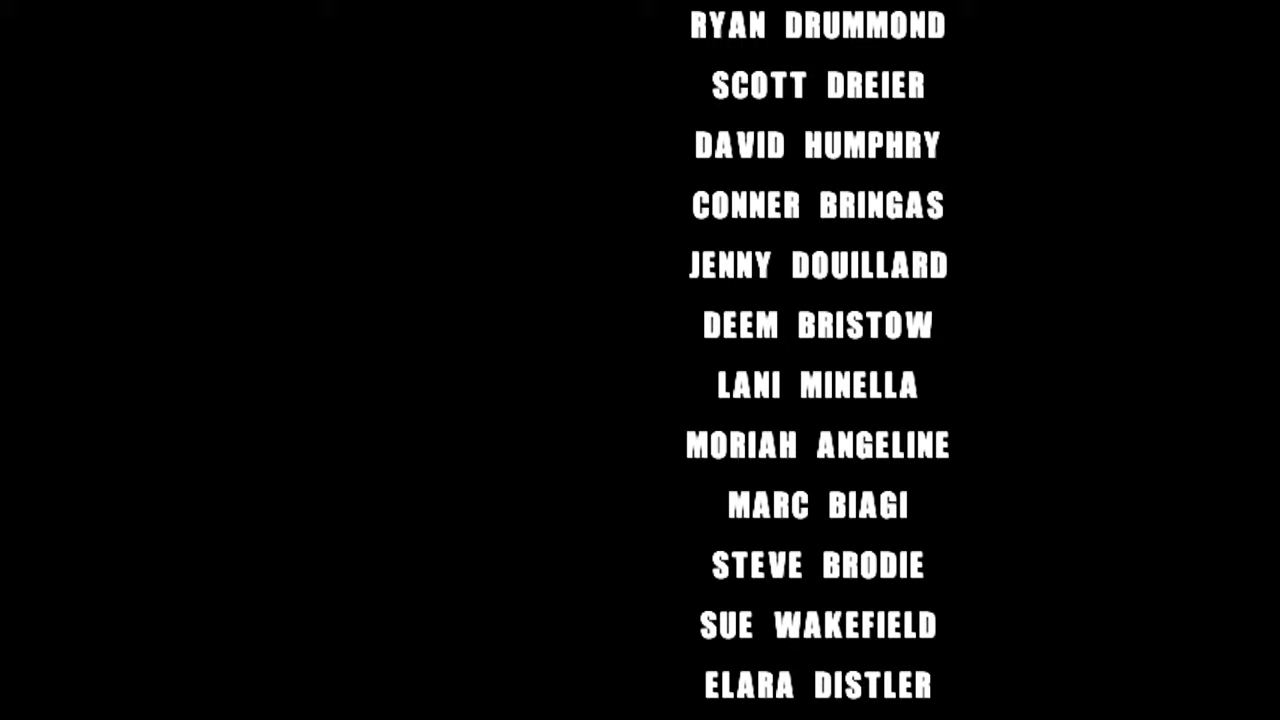 RYAN DRUMMOND
SCOTT DREIER
DAVID HUMPHRY
CONNER BRINGAS
JENNY DOUILLARD
DEEM BRISTOW
LANI MINELLA
MORIAH ANGELINE
MARC BIAGI
STEVE BRODIE
SUE WAKEFIELD
ELARA DISTLER